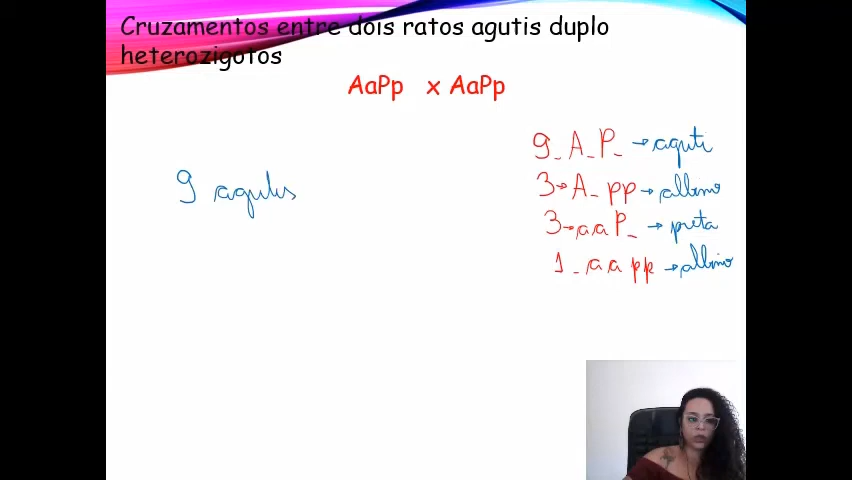 Cruzamentos entre dois ratos agutis duplo
heterozigotos
AaPp x AaPp
9_A_P_ → aguti
3→A_pp → albino
3→aaP_ → preta
1_aapp → albino
9 agutis